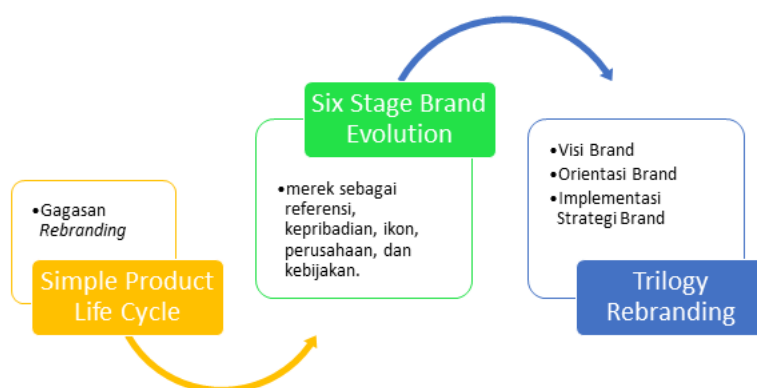 •Gagasan
Rebranding
Simple Product
Life Cycle
Six Stage Brand
Evolution
•merek sebagai
referensi,
kepribadian, ikon,
perusahaan, dan
kebijakan.
•Visi Brand
•Orientasi Brand
•Implementasi
Strategi Brand
Trilogy
Rebranding